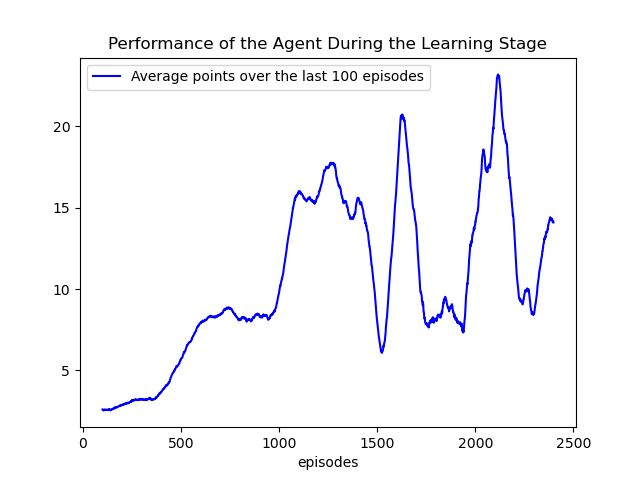 Performance of the Agent During the Learning Stage
Average points over the last 100 episodes
20
15
10
5
0 500 1000 1500 2000 2500
episodes